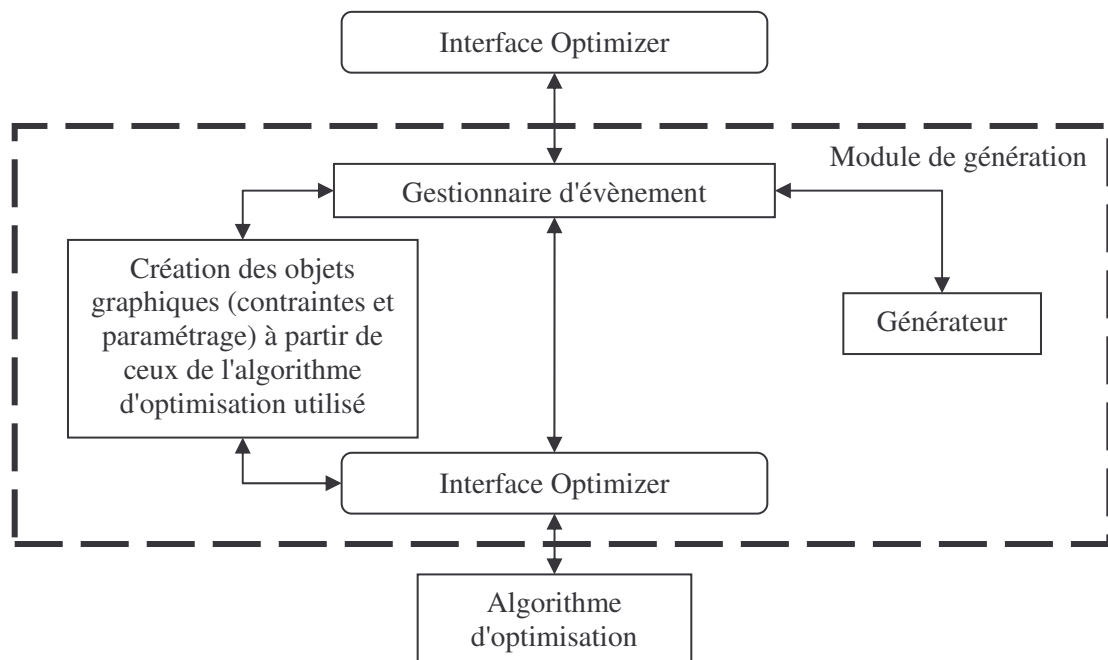 Interface Optimizer
Module de génération
Gestionnaire d'évènement
Création des objets
graphiques (contraintes et
paramétrage) à partir de
ceux de l'algorithme
d'optimisation utilisé
Générateur
Interface Optimizer
Algorithme
d'optimisation